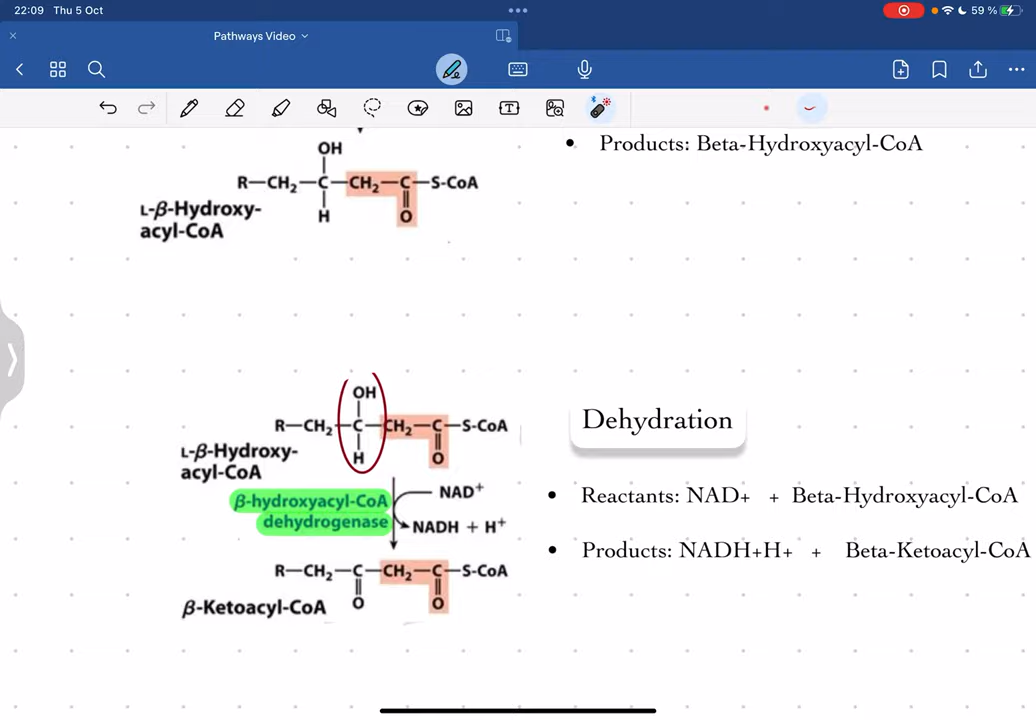 22:09 Thu 5 Oct
59 %
Pathways Video
T
OH
R—CH₂—C—CH₂—C—S-CoA
H O
L-β-Hydroxy-
acyl-CoA
• Products: Beta-Hydroxyacyl-CoA
OH
R—CH₂—C—CH₂—C—S-CoA
H O
L-β-Hydroxy-
acyl-CoA
β-hydroxyacyl-CoA
dehydrogenase
NAD⁺
NADH + H⁺
R—CH₂—C—CH₂—C—S-CoA
O O
β-Ketoacyl-CoA
Dehydration
• Reactants: NAD+ + Beta-Hydroxyacyl-CoA
• Products: NADH+H+ + Beta-Ketoacyl-CoA